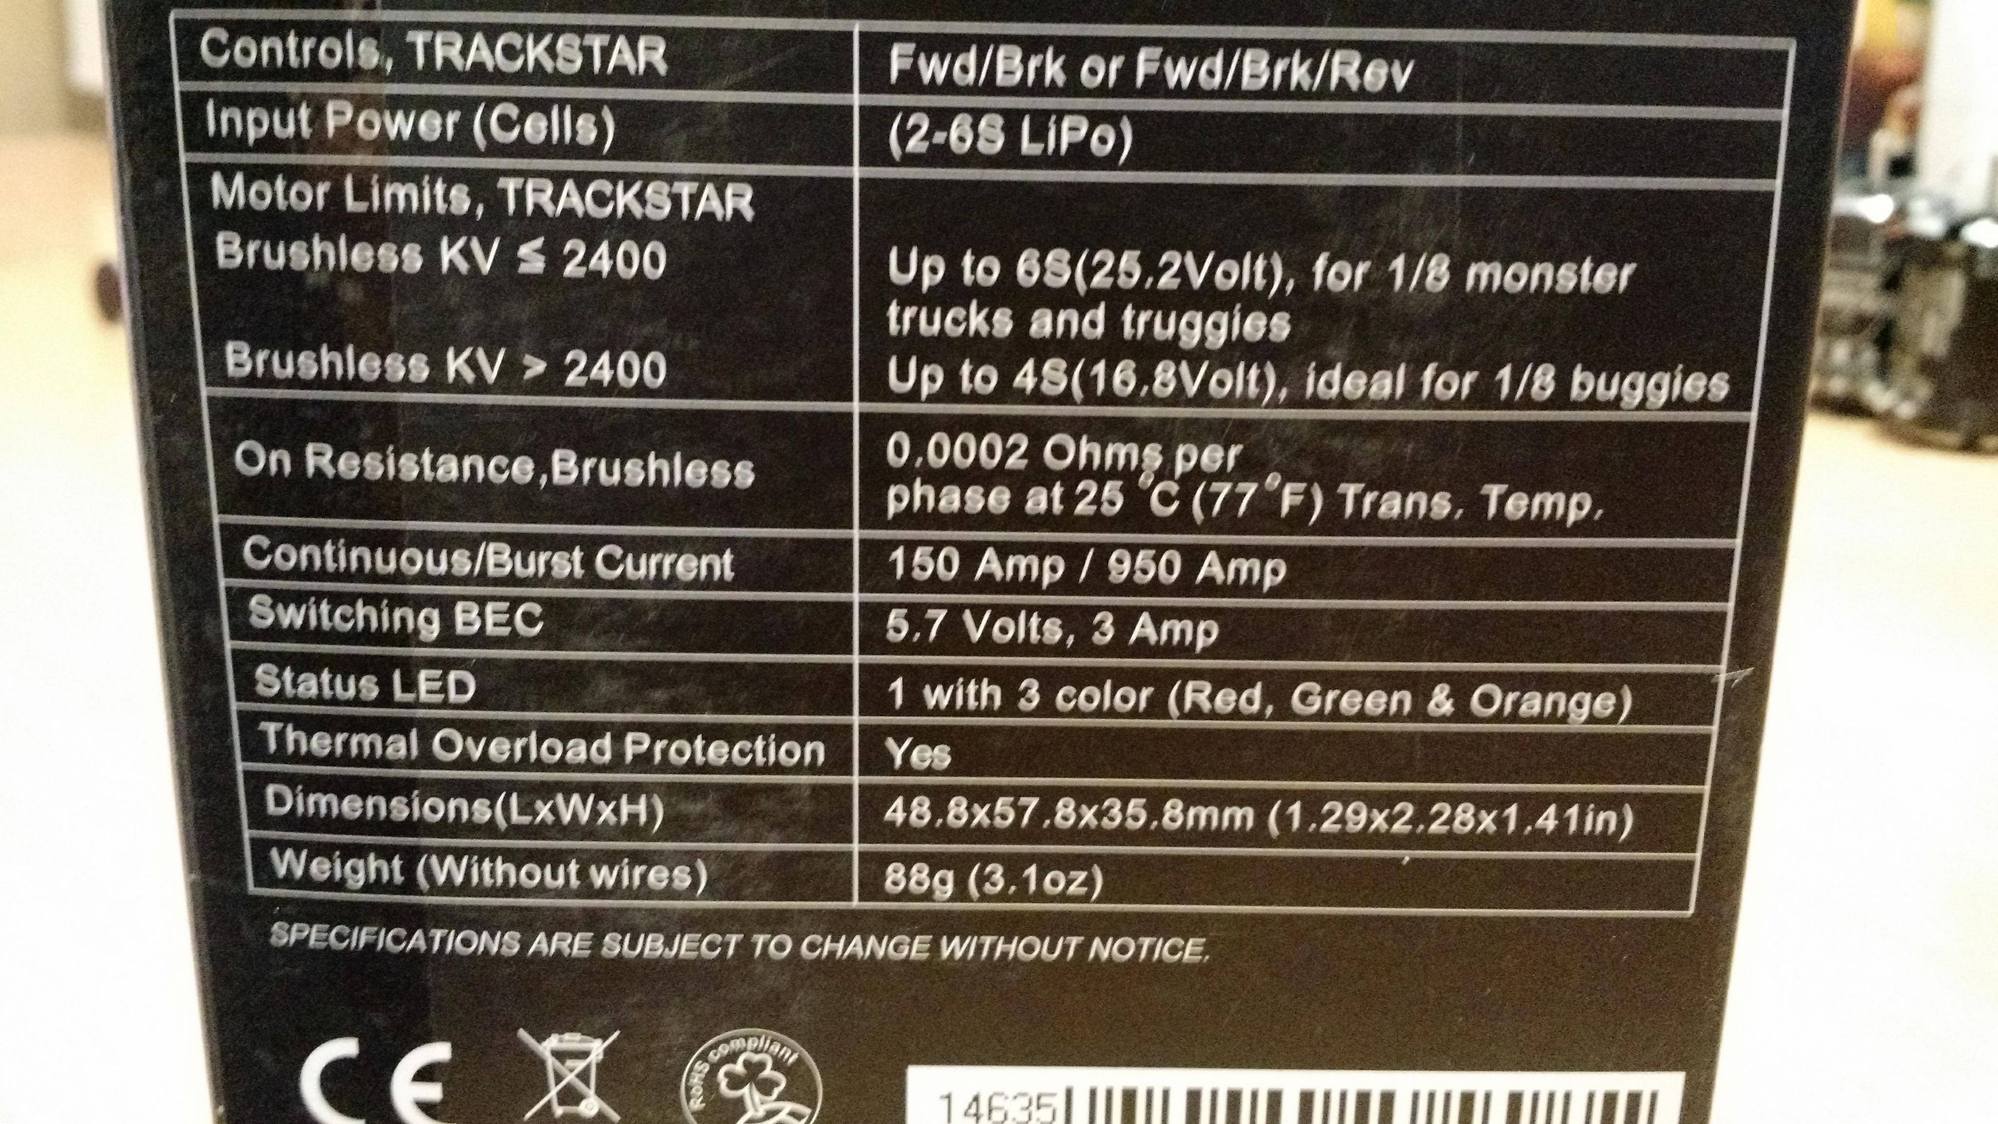 Controls, TRACKSTAR Fwd/Brk or Fwd/Brk/Rev
Input Power (Cells) (2-6S LiPo)
Motor Limits, TRACKSTAR
Brushless KV ≦ 2400 Up to 6S(25.2Volt), for 1/8 monster
trucks and truggies
Brushless KV > 2400 Up to 4S(16.8Volt), ideal for 1/8 buggies
On Resistance,Brushless 0.0002 Ohms per
phase at 25 °C (77°F) Trans. Temp.
Continuous/Burst Current 150 Amp / 950 Amp
Switching BEC 5.7 Volts, 3 Amp
Status LED 1 with 3 color (Red, Green & Orange)
Thermal Overload Protection Yes
Dimensions(LxWxH) 48.8x57.8x35.8mm (1.29x2.28x1.41in)
Weight (Without wires) 88g (3.1oz)
SPECIFICATIONS ARE SUBJECT TO CHANGE WITHOUT NOTICE.
CE
RoHS compliant
14635